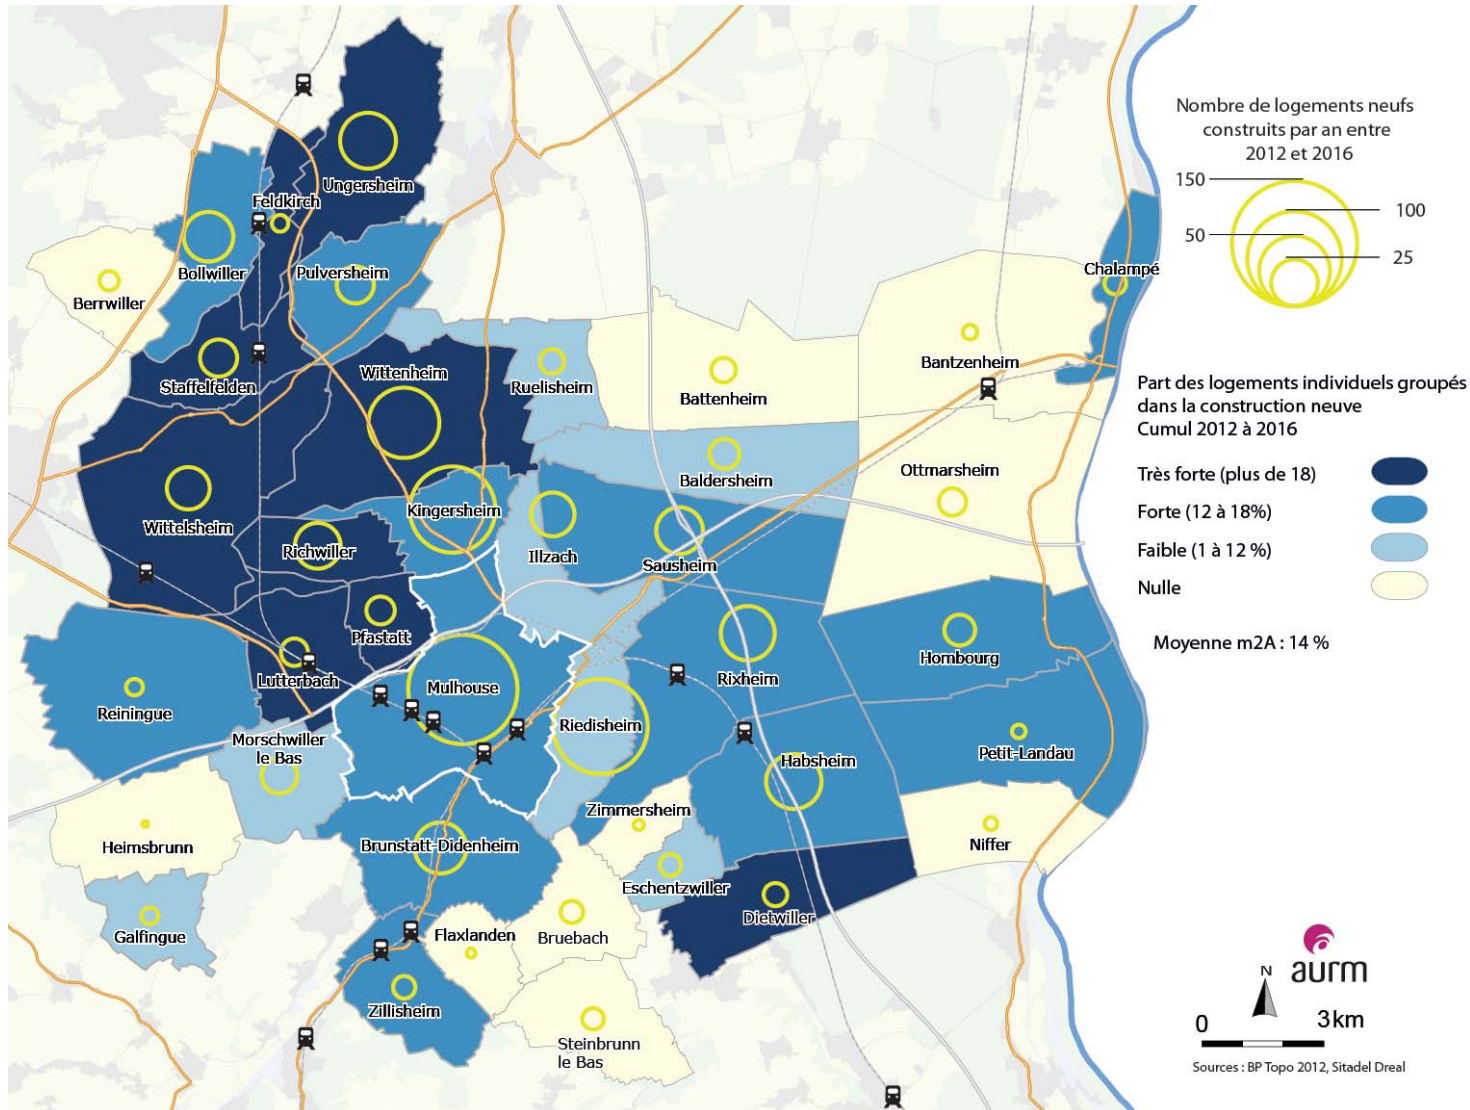 Nombre de logements neufs
construits par an entre
2012 et 2016
150
100
50
25
Part des logements individuels groupés
dans la construction neuve
Cumul 2012 à 2016
Très forte (plus de 18)
Forte (12 à 18%)
Faible (1 à 12 %)
Nulle
Moyenne m2A : 14 %
Ungersheim
Feldkirch
Bollwiller
Pulversheim
Berrwiller
Chalampé
Staffelfelden
Wittenheim
Ruelisheim
Battenheim
Bantzenheim
Wittelsheim
Kingersheim
Baldersheim
Ottmarsheim
Richwiller
Illzach
Sausheim
Pfastatt
Lutterbach
Mulhouse
Rixheim
Hombourg
Reiningue
Morschwiller
le Bas
Riedisheim
Habsheim
Petit-Landau
Heimsbrunn
Brunstatt-Didenheim
Zimmersheim
Niffer
Eschentzwiller
Dietwiller
Galfingue
Flaxlanden
Bruebach
Zillisheim
Steinbrunn
le Bas
aurm
N
0
3 km
Sources : BP Topo 2012, Sitadel Dreal